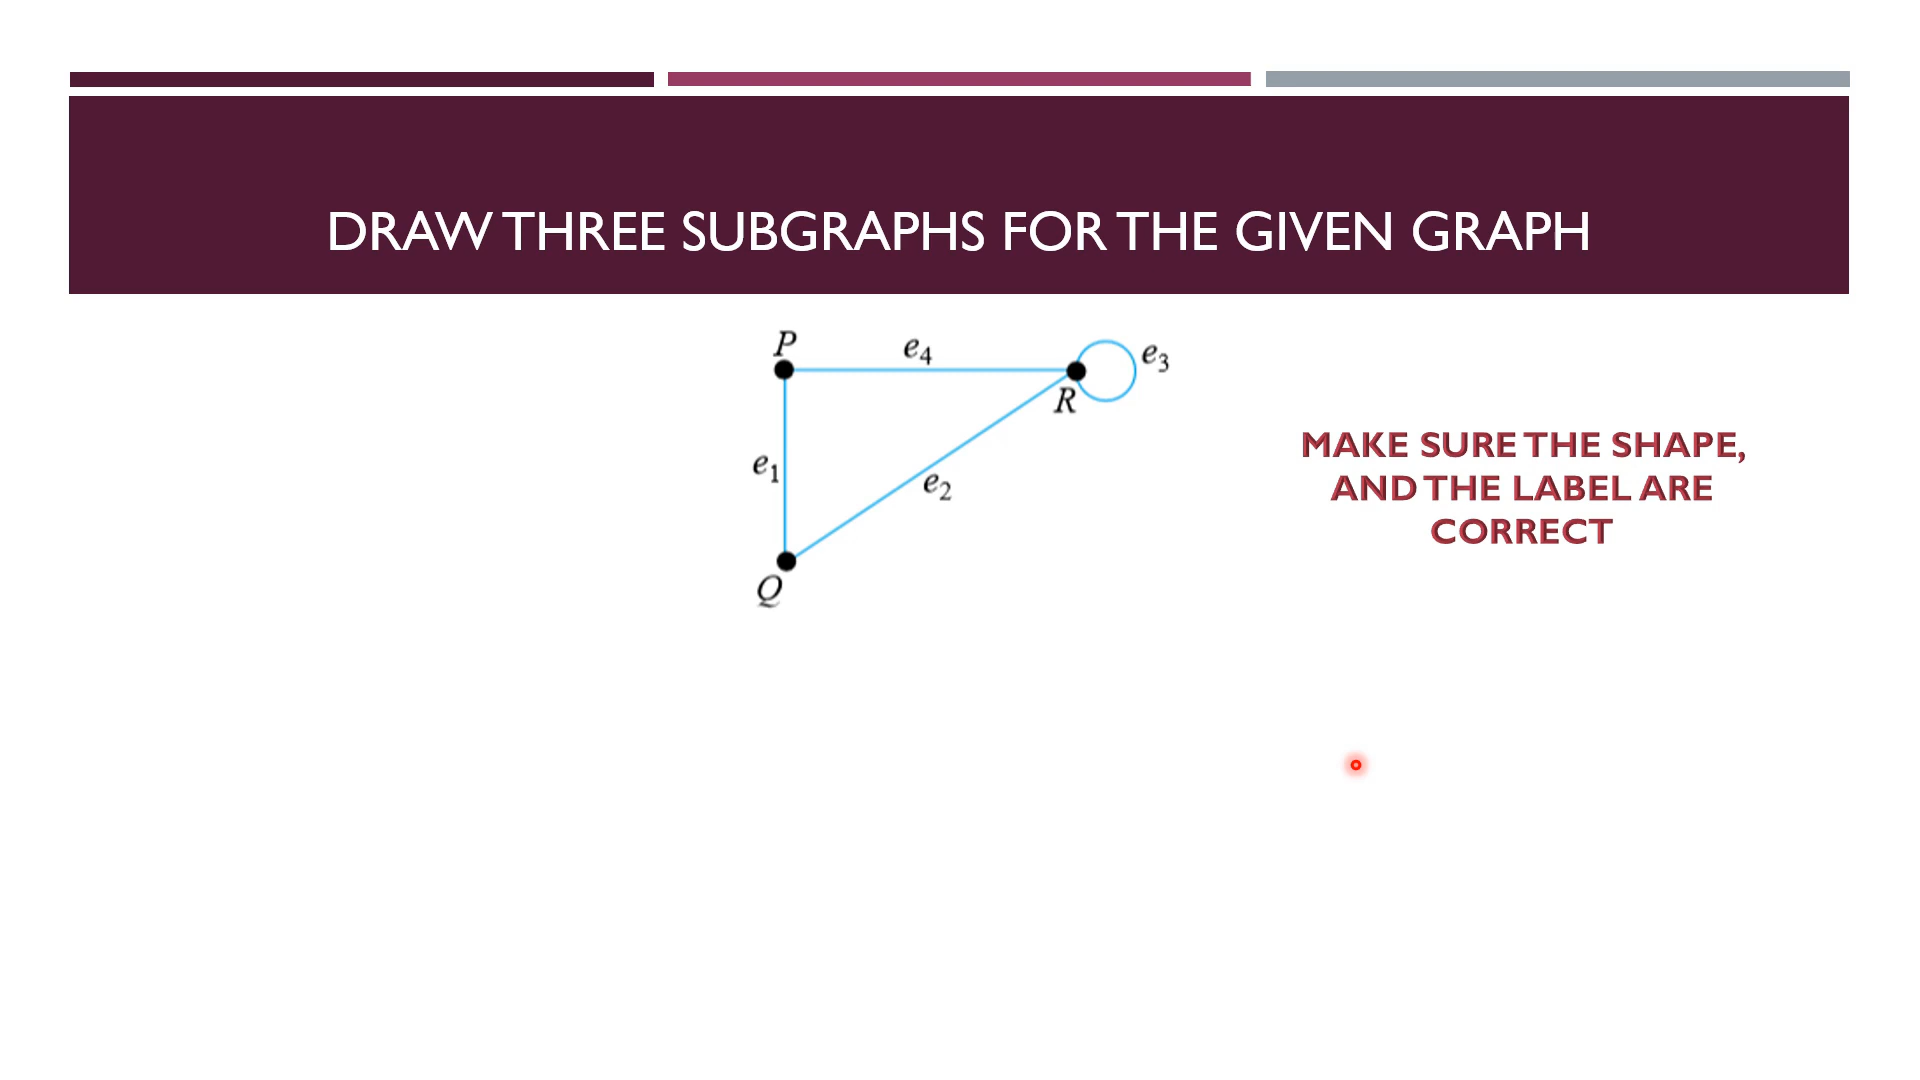 DRAW THREE SUBGRAPHS FOR THE GIVEN GRAPH
P
e4
e3
R
e1
e2
Q
MAKE SURE THE SHAPE,
AND THE LABEL ARE
CORRECT